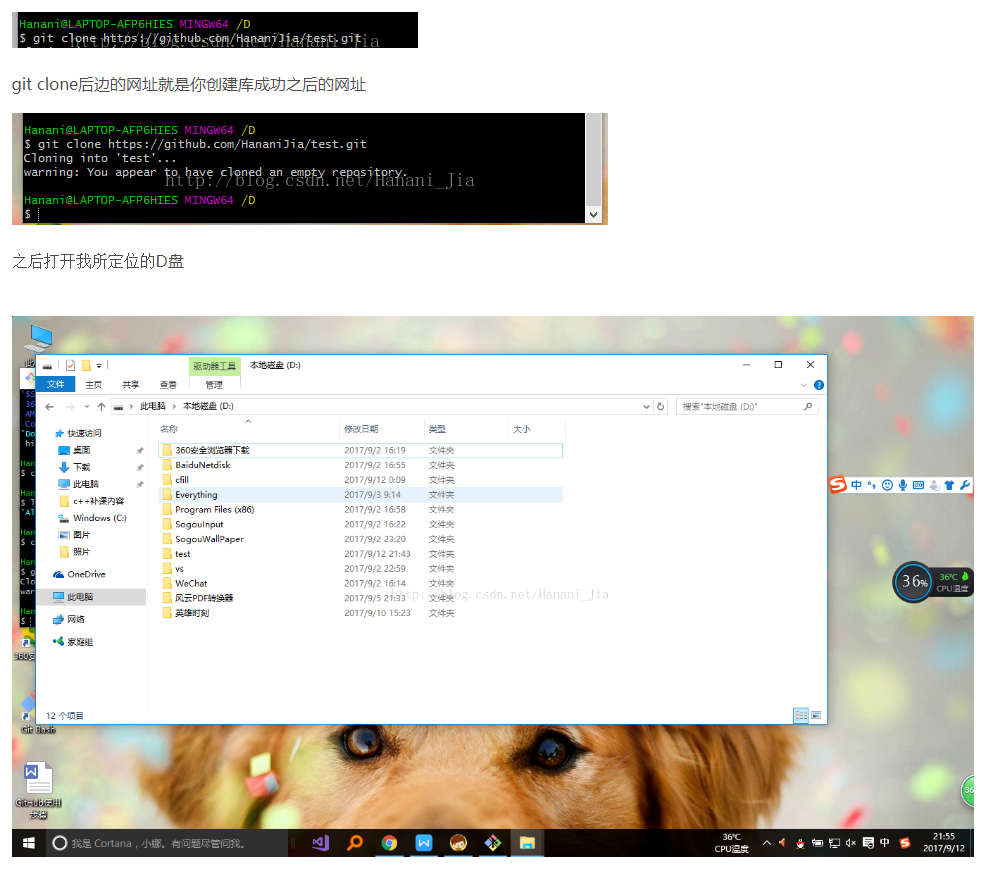 Hanani@LAPTOP-AFP6HIES MINGW64 /D
$ git clone https://github.com/HananiJia/test.git
http://blog.csdn.net/Hanani_Jia
git clone后边的网址就是你创建库成功之后的网址
Hanani@LAPTOP-AFP6HIES MINGW64 /D
$ git clone https://github.com/HananiJia/test.git
Cloning into 'test'...
warning: You appear to have cloned an empty repository.
http://blog.csdn.net/Hanani_Jia
Hanani@LAPTOP-AFP6HIES MINGW64 /D
$
之后打开我所定位的D盘
驱动器工具 本地磁盘 (D:)
文件 主页 共享 查看 管理
此电脑 本地磁盘 (D:) 搜索"本地磁盘 (D:)"
名称 修改日期 类型 大小
快速访问
桌面
下载
此电脑
c++补课内容
Windows (C:)
图片
照片
OneDrive
此电脑
网络
家庭组
360安全浏览器下载 2017/9/2 16:19 文件夹
BaiduNetdisk 2017/9/2 16:55 文件夹
cfill 2017/9/12 0:09 文件夹
Everything 2017/9/3 9:14 文件夹
Program Files (x86) 2017/9/2 16:58 文件夹
SogouInput 2017/9/2 16:22 文件夹
SogouWallPaper 2017/9/2 23:20 文件夹
test 2017/9/12 21:43 文件夹
vs 2017/9/2 22:59 文件夹
WeChat 2017/9/2 16:14 文件夹
风云PDF转换器 2017/9/5 21:33 文件夹
英雄时刻 2017/9/10 15:23 文件夹
http://blog.csdn.net/Hanani_Jia
12 个项目
中
36% 36℃
CPU温度
Git Bash
GitHub使用
36
我是 Cortana，小娜。有问题尽管问我。
36℃
CPU温度
中
21:55
2017/9/12